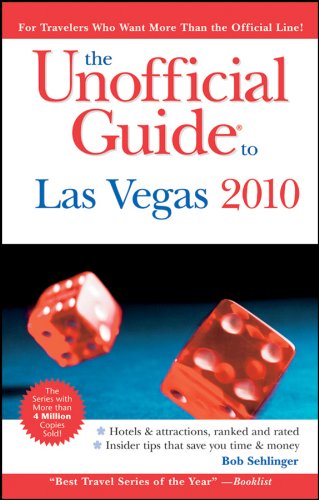 For Travelers Who Want More Than the Official Line!
the
Unofficial
Guide® to
Las Vegas 2010
The
Series with
More than
4 Million
Copies
Sold!
* Hotels & attractions, ranked and rated
* Insider tips that save you time & money
Bob Sehlinger
"Best Travel Series of the Year" —Booklist